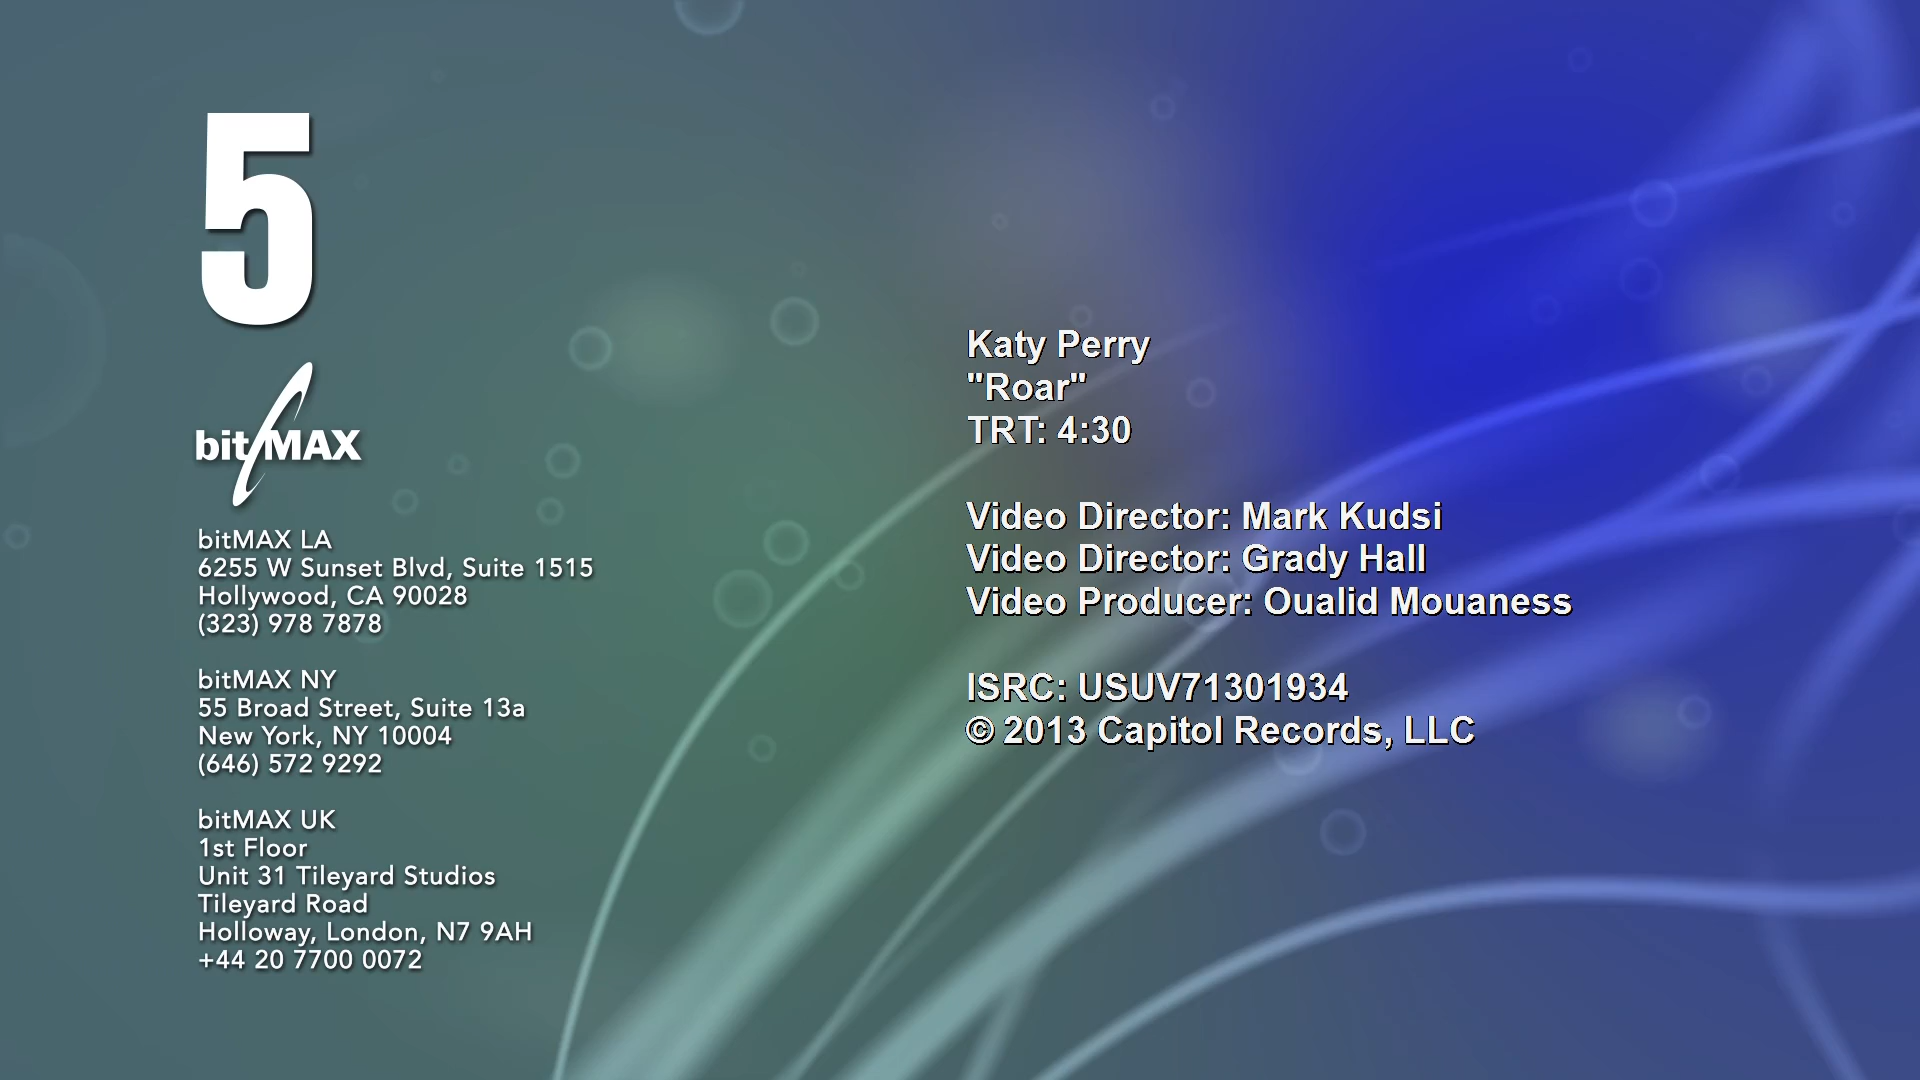 5
bitMAX
bitMAX LA
6255 W Sunset Blvd, Suite 1515
Hollywood, CA 90028
(323) 978 7878
bitMAX NY
55 Broad Street, Suite 13a
New York, NY 10004
(646) 572 9292
bitMAX UK
1st Floor
Unit 31 Tileyard Studios
Tileyard Road
Holloway, London, N7 9AH
+44 20 7700 0072
Katy Perry
"Roar"
TRT: 4:30
Video Director: Mark Kudsi
Video Director: Grady Hall
Video Producer: Oualid Mouaness
ISRC: USUV71301934
© 2013 Capitol Records, LLC